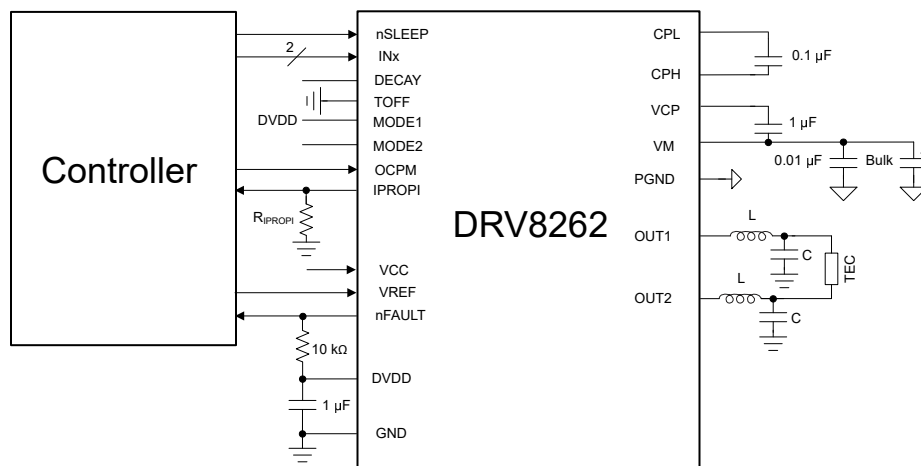 Controller
2
nSLEEP
INx
DECAY
TOFF
DVDD
MODE1
MODE2
OCPM
IPROPI
RIPROPI
VCC
VREF
nFAULT
10 kΩ
DVDD
1 µF
GND
DRV8262
CPL
CPH
0.1 µF
VCP
1 µF
VM
0.01 µF
Bulk
PGND
OUT1
L
C
TEC
OUT2
L
C